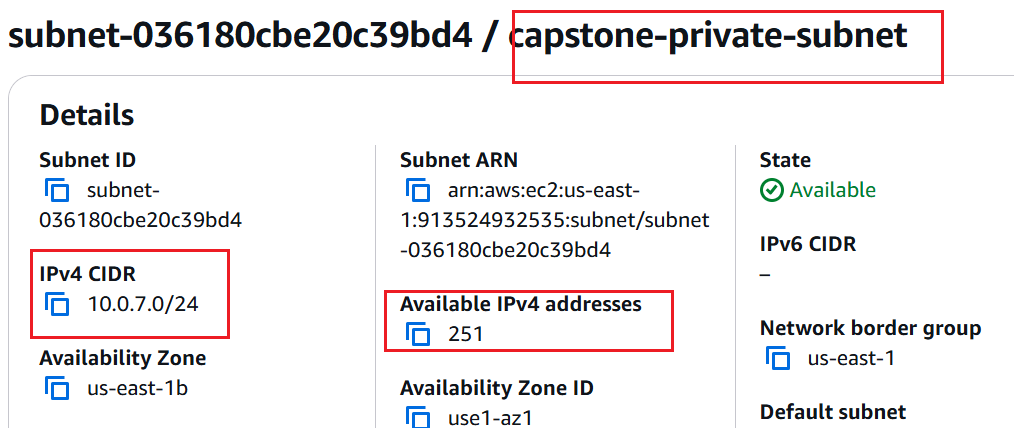 subnet-036180cbe20c39bd4 / capstone-private-subnet
Details
Subnet ID
subnet-
036180cbe20c39bd4
IPv4 CIDR
10.0.7.0/24
Availability Zone
us-east-1b
Subnet ARN
arn:aws:ec2:us-east-
1:913524932535:subnet/subnet
-036180cbe20c39bd4
Available IPv4 addresses
251
Availability Zone ID
use1-az1
State
Available
IPv6 CIDR
–
Network border group
us-east-1
Default subnet